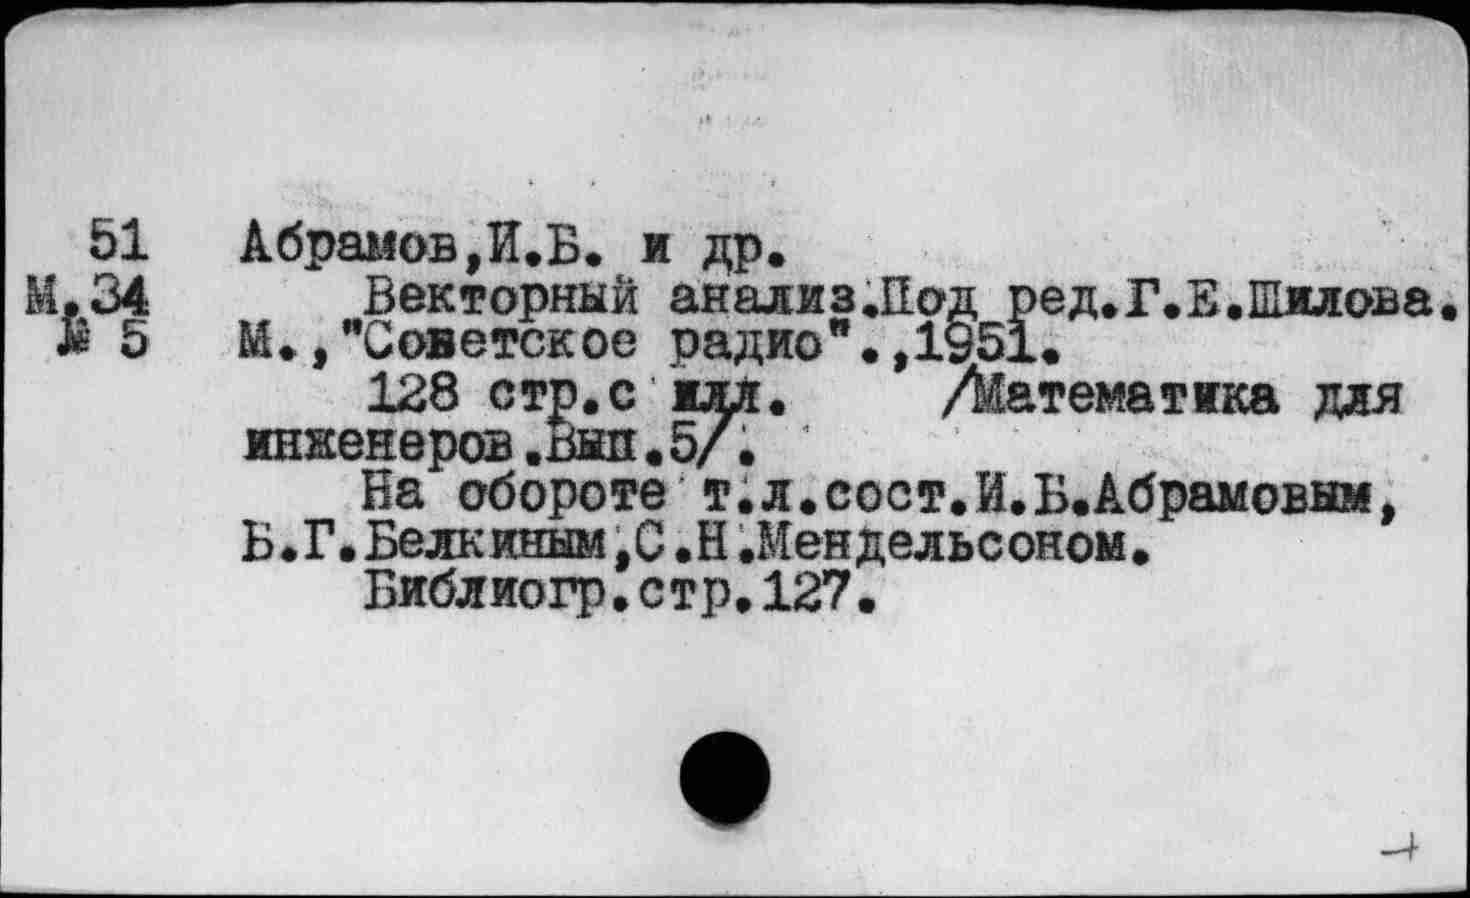 51 Абрамов,И.Б. и др.
М.34 Векторный анализ.Под ред.Г.Е.Шилова.
№ 5 М.,"Советское радио".,1951.
128 стр.с илл. /Математика для
инженеров.Вып.5/.
На обороте т.л.сост.И.Б.Абрамовым,
Б.Г.Белкиным,С.Н.Мендельсоном.
Библиогр.стр.127.